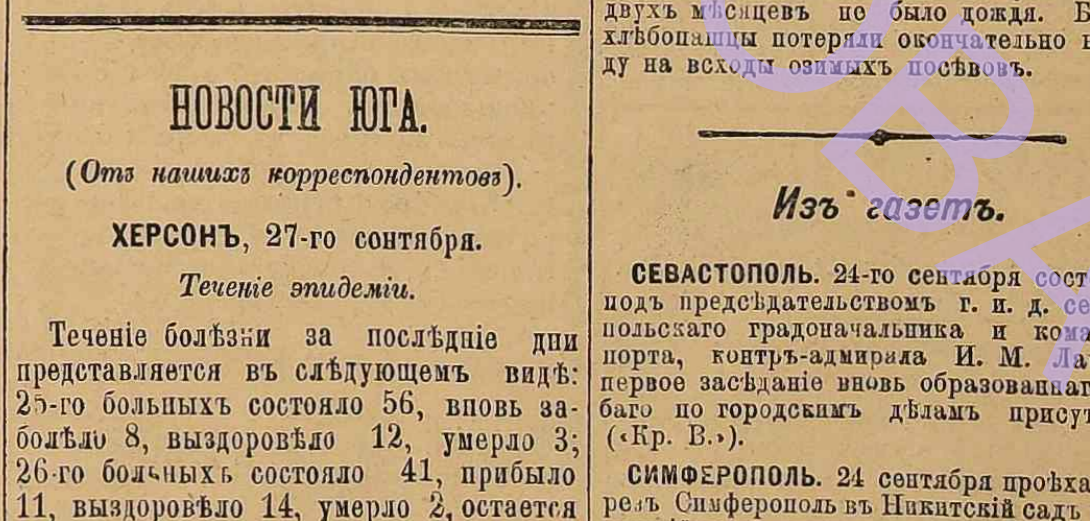 НОВОСТИ ЮГА.
(Отъ нашихъ корреспондентовъ).
ХЕРСОНЪ, 27-го сонтября.
Теченіе эпидеміи.
Теченіе болѣзни за послѣдніе дни
представляется въ слѣдующемъ видѣ:
25-го больныхъ состояло 56, вновь за-
болѣло 8, выздоровѣло 12, умерло 3;
26-го больныхъ состояло 41, прибыло
11, выздоровѣло 14, умерло 2, остается
двухъ мѣсяцевъ не было дождя.
хлѣбопашцы потеряли окончательно
ду на всходы озимыхъ посѣвовъ.
Изъ газетъ.
СЕВАСТОПОЛЬ. 24-го сентября сост
подъ предсѣдательствомъ г. и. д. се
польскаго градоначальника и кома
порта, контръ-адмирала И. М. Ла
первое засѣданіе вновь образованнаг
баго по городскимъ дѣламъ присут
(«Кр. В.»).
СИМФЕРОПОЛЬ. 24 сентября проѣха
резъ Симферополь въ Никитскій садъ